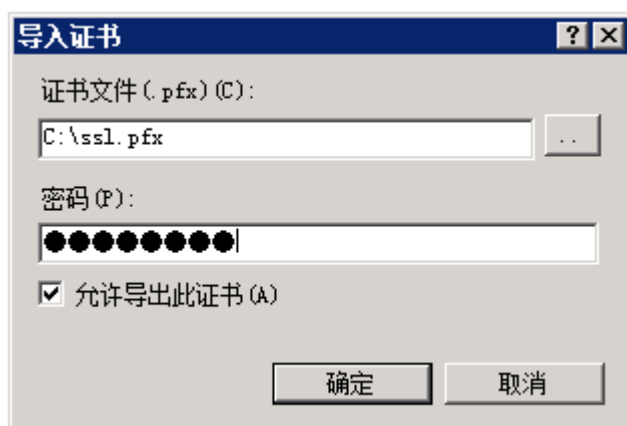 导入证书
证书文件(.pfx)(C):
C:\ssl.pfx
..
密码(P):
●●●●●●●●
允许导出此证书(A)
确定
取消